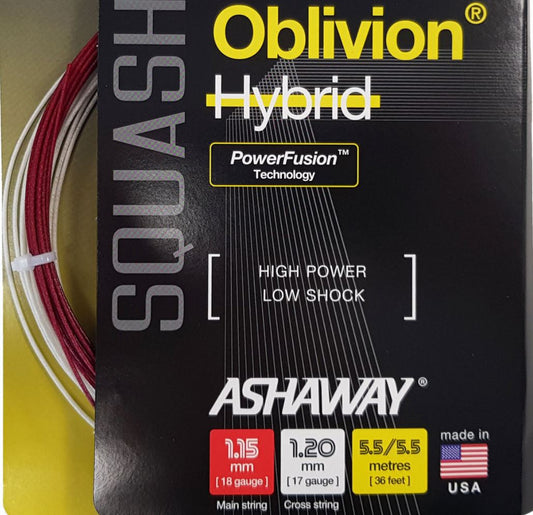 SQUASH
Oblivion®
Hybrid
PowerFusion™
Technology
HIGH POWER
LOW SHOCK
ASHAWAY®
1.15
mm
[ 18 gauge ]
Main string
1.20
mm
[ 17 gauge ]
Cross string
5.5/5.5
metres
[ 36 feet ]
made in
USA